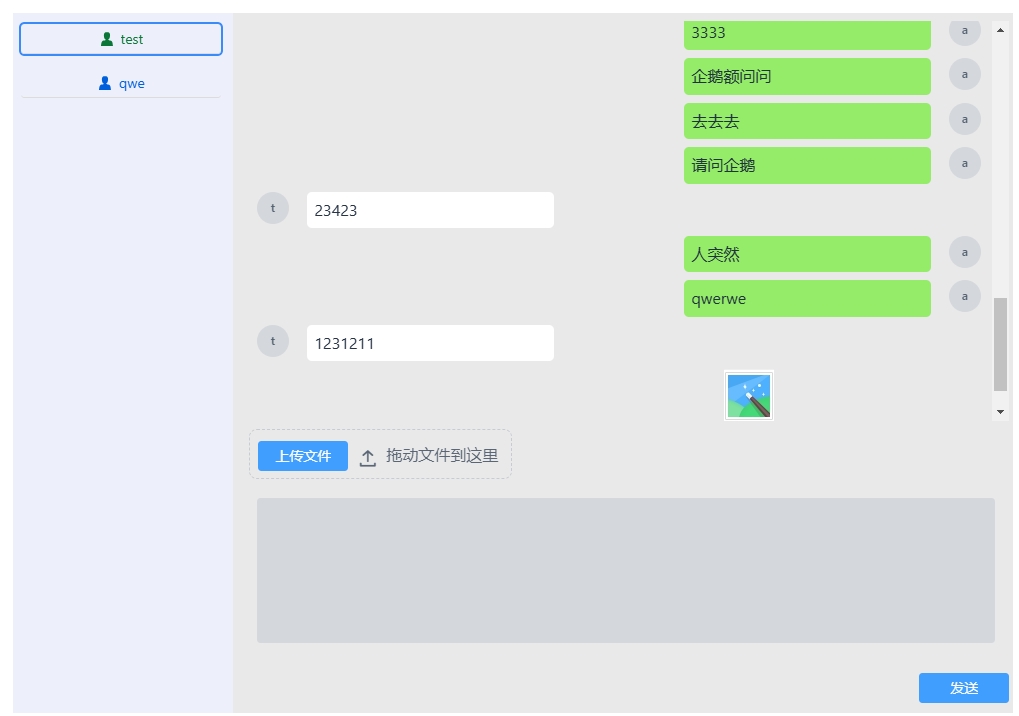 test
qwe
3333
a
企鹅额问问
a
去去去
a
请问企鹅
a
t
23423
人突然
a
qwerwe
a
t
1231211
上传文件
拖动文件到这里
发送